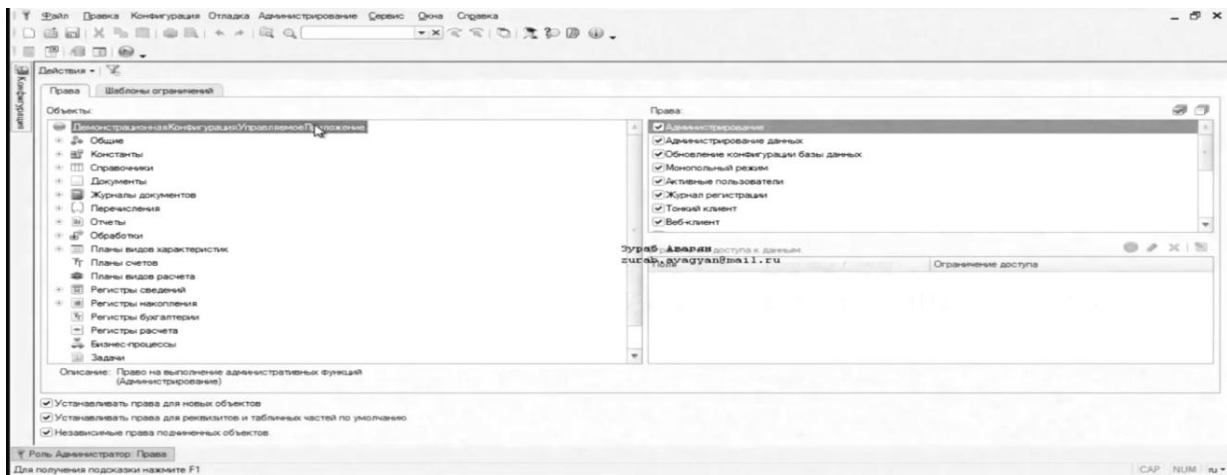 Файл Правка Конфигурация Отладка Администрирование Сервис Окна Справка
Конфигурация
Действия
Права Шаблоны ограничений
Объекты:
ДемонстрационнаяКонфигурацияУправляемоеПриложение
Общие
Константы
Справочники
Документы
Журналы документов
Перечисления
Отчеты
Обработки
Планы видов характеристик
Планы счетов
Планы видов расчета
Регистры сведений
Регистры накопления
Регистры бухгалтерии
Регистры расчета
Бизнес-процессы
Задачи
Права:
Администрирование
Администрирование данных
Обновление конфигурации базы данных
Монопольный режим
Активные пользователи
Журнал регистрации
Тонкий клиент
Веб-клиент
Зураб доступа к данным:
zurab.ayagyan@mail.ru
Поля Ограничение доступа
Описание: Право на выполнение административных функций
(Администрирование)
Устанавливать права для новых объектов
Устанавливать права для реквизитов и табличных частей по умолчанию
Независимые права подчиненных объектов
Роль Администратор: Права
Для получения подсказки нажмите F1 CAP NUM ru